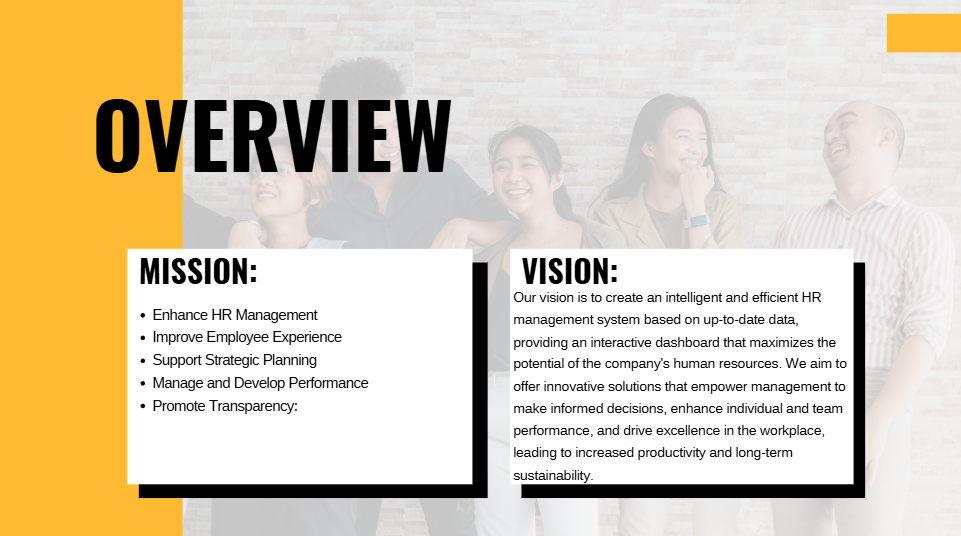 OVERVIEW
MISSION:
• Enhance HR Management
• Improve Employee Experience
• Support Strategic Planning
• Manage and Develop Performance
• Promote Transparency:
VISION:
Our vision is to create an intelligent and efficient HR
management system based on up-to-date data,
providing an interactive dashboard that maximizes the
potential of the company's human resources. We aim to
offer innovative solutions that empower management to
make informed decisions, enhance individual and team
performance, and drive excellence in the workplace,
leading to increased productivity and long-term
sustainability.